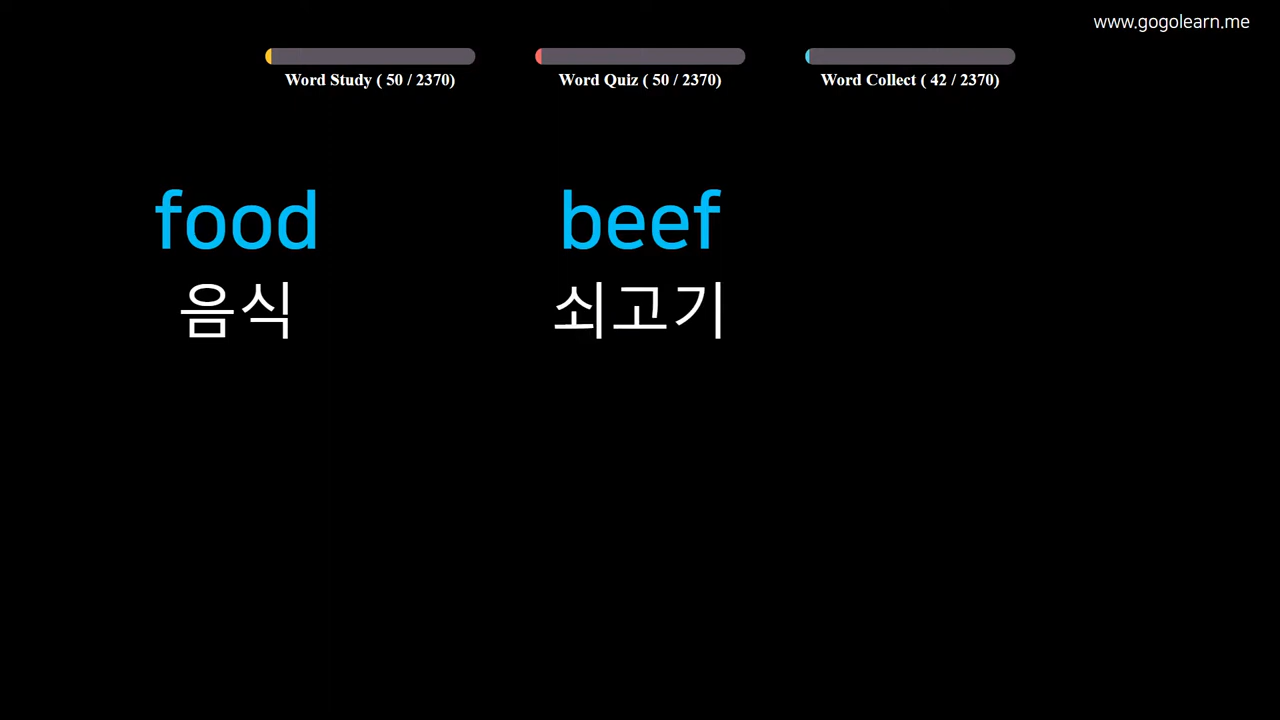 www.gogolearn.me
Word Study ( 50 / 2370)
Word Quiz ( 50 / 2370)
Word Collect ( 42 / 2370)
food
음식
beef
쇠고기